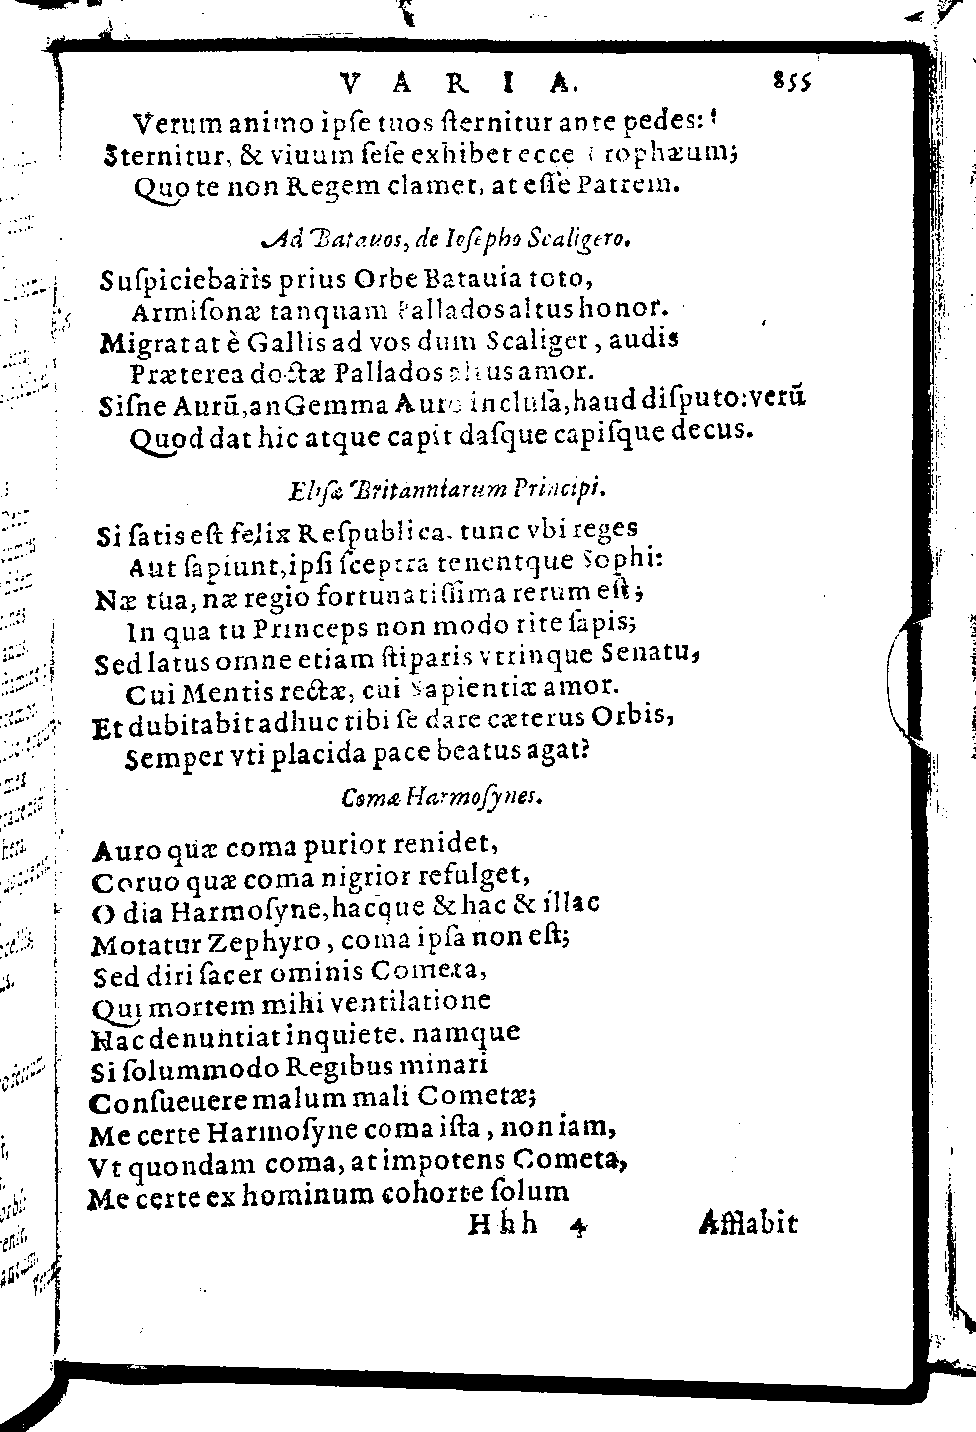 VARIA. 855
Verum animo ipſe tuos ſternitur ante pedes:
Sternitur, & viuum ſeſe exhibet ecce Trophæum;
Quo te non Regem clamet, at eſſe Patrem.
Ad Batauos, de Ioſepho Scaligero.
Suſpiciebaris prius Orbe Batauia toto,
Armiſonæ tanquam Pallados altus honor.
Migrat at è Gallis ad vos dum Scaliger, audis
Præterea doctæ Pallados altus amor.
Siſne Aurũ, an Gemma Auro incluſa, haud diſputo: verũ
Quod dat hic atque capit daſque capiſque decus.
Eliſæ Britanniarum Principi.
Si ſatis eſt felix Reſpublica. tunc vbi reges
Aut ſapiunt, ipſi ſceptra tenentque Sophi:
Næ tua, næ regio fortunatiſſima rerum eſt;
In qua tu Princeps non modo rite ſapis;
Sed latus omne etiam ſtiparis vtrinque Senatu,
Cui Mentis rectæ, cui Sapientiæ amor.
Et dubitabit adhuc tibi ſe dare cæterus Orbis,
Semper vti placida pace beatus agat?
Comæ Harmoſynes.
Auro quæ coma purior renidet,
Coruo quæ coma nigrior refulget,
O dia Harmoſyne, hacque & hac & illac
Motatur Zephyro, coma ipſa non eſt;
Sed diri ſacer ominis Cometa,
Qui mortem mihi ventilatione
Hac denuntiat inquiete. namque
Si ſolummodo Regibus minari
Conſueuere malum mali Cometæ;
Me certe Harmoſyne coma iſta, non iam,
Vt quondam coma, at impotens Cometa,
Me certe ex hominum cohorte ſolum
Hhh 4 Afflabit